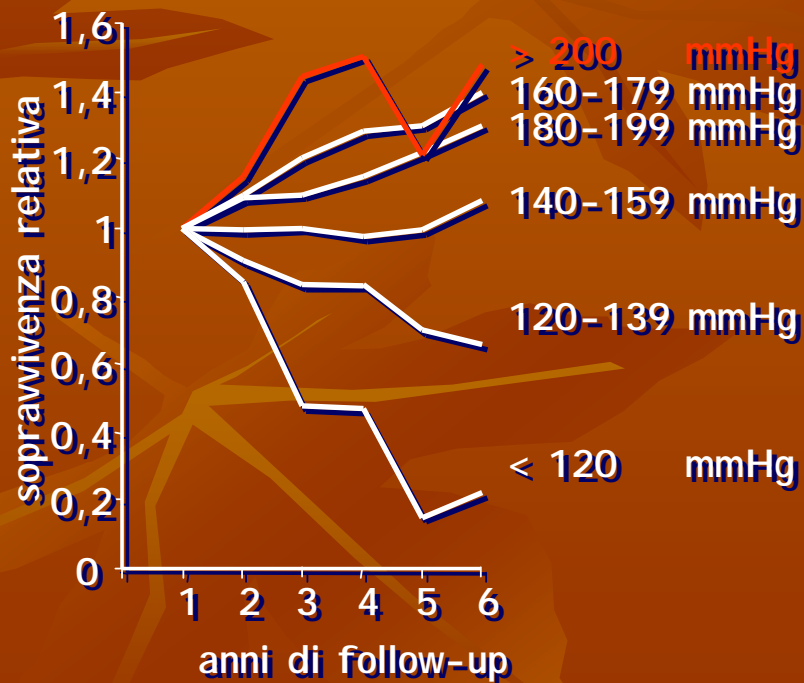 sopravvivenza relativa
1,6
1,4
1,2
1
0,8
0,6
0,4
0,2
0
> 200 mmHg
160-179 mmHg
180-199 mmHg
140-159 mmHg
120-139 mmHg
< 120 mmHg
1 2 3 4 5 6
anni di follow-up